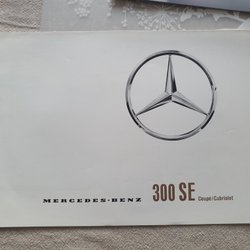 MERCEDES-BENZ 300 SE Coupé/Cabriolet